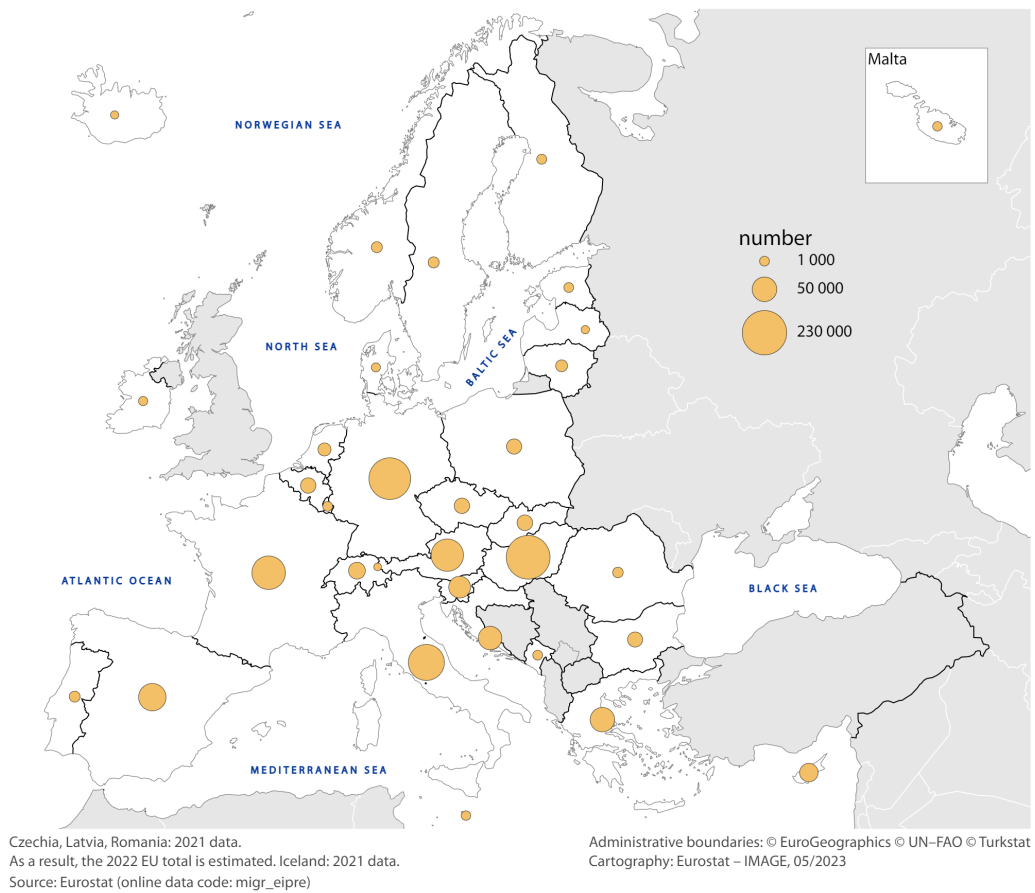 Malta
NORWEGIAN SEA
number
1 000
50 000
230 000
NORTH SEA
BALTIC SEA
ATLANTIC OCEAN
BLACK SEA
MEDITERRANEAN SEA
Czechia, Latvia, Romania: 2021 data.
As a result, the 2022 EU total is estimated. Iceland: 2021 data.
Source: Eurostat (online data code: migr_eipre)
Administrative boundaries: © EuroGeographics © UN–FAO © Turkstat
Cartography: Eurostat – IMAGE, 05/2023